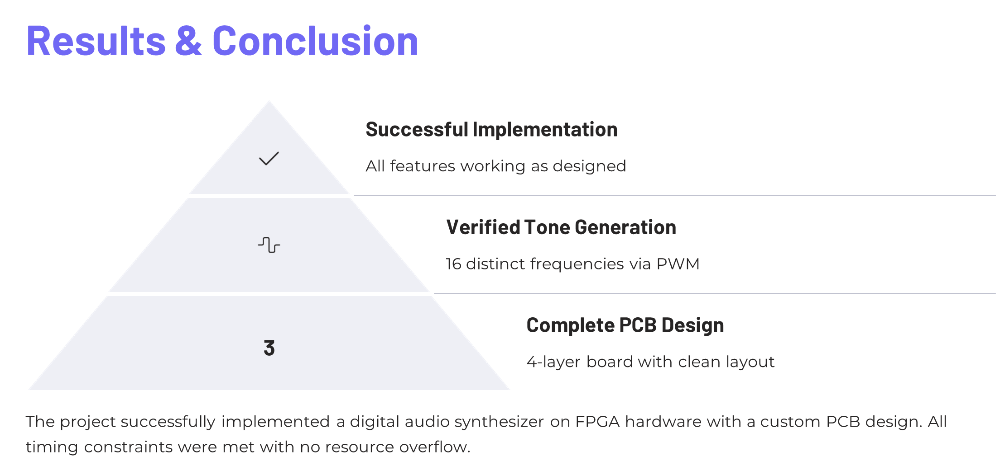 Results & Conclusion
Successful Implementation
All features working as designed
Verified Tone Generation
16 distinct frequencies via PWM
3
Complete PCB Design
4-layer board with clean layout
The project successfully implemented a digital audio synthesizer on FPGA hardware with a custom PCB design. All
timing constraints were met with no resource overflow.